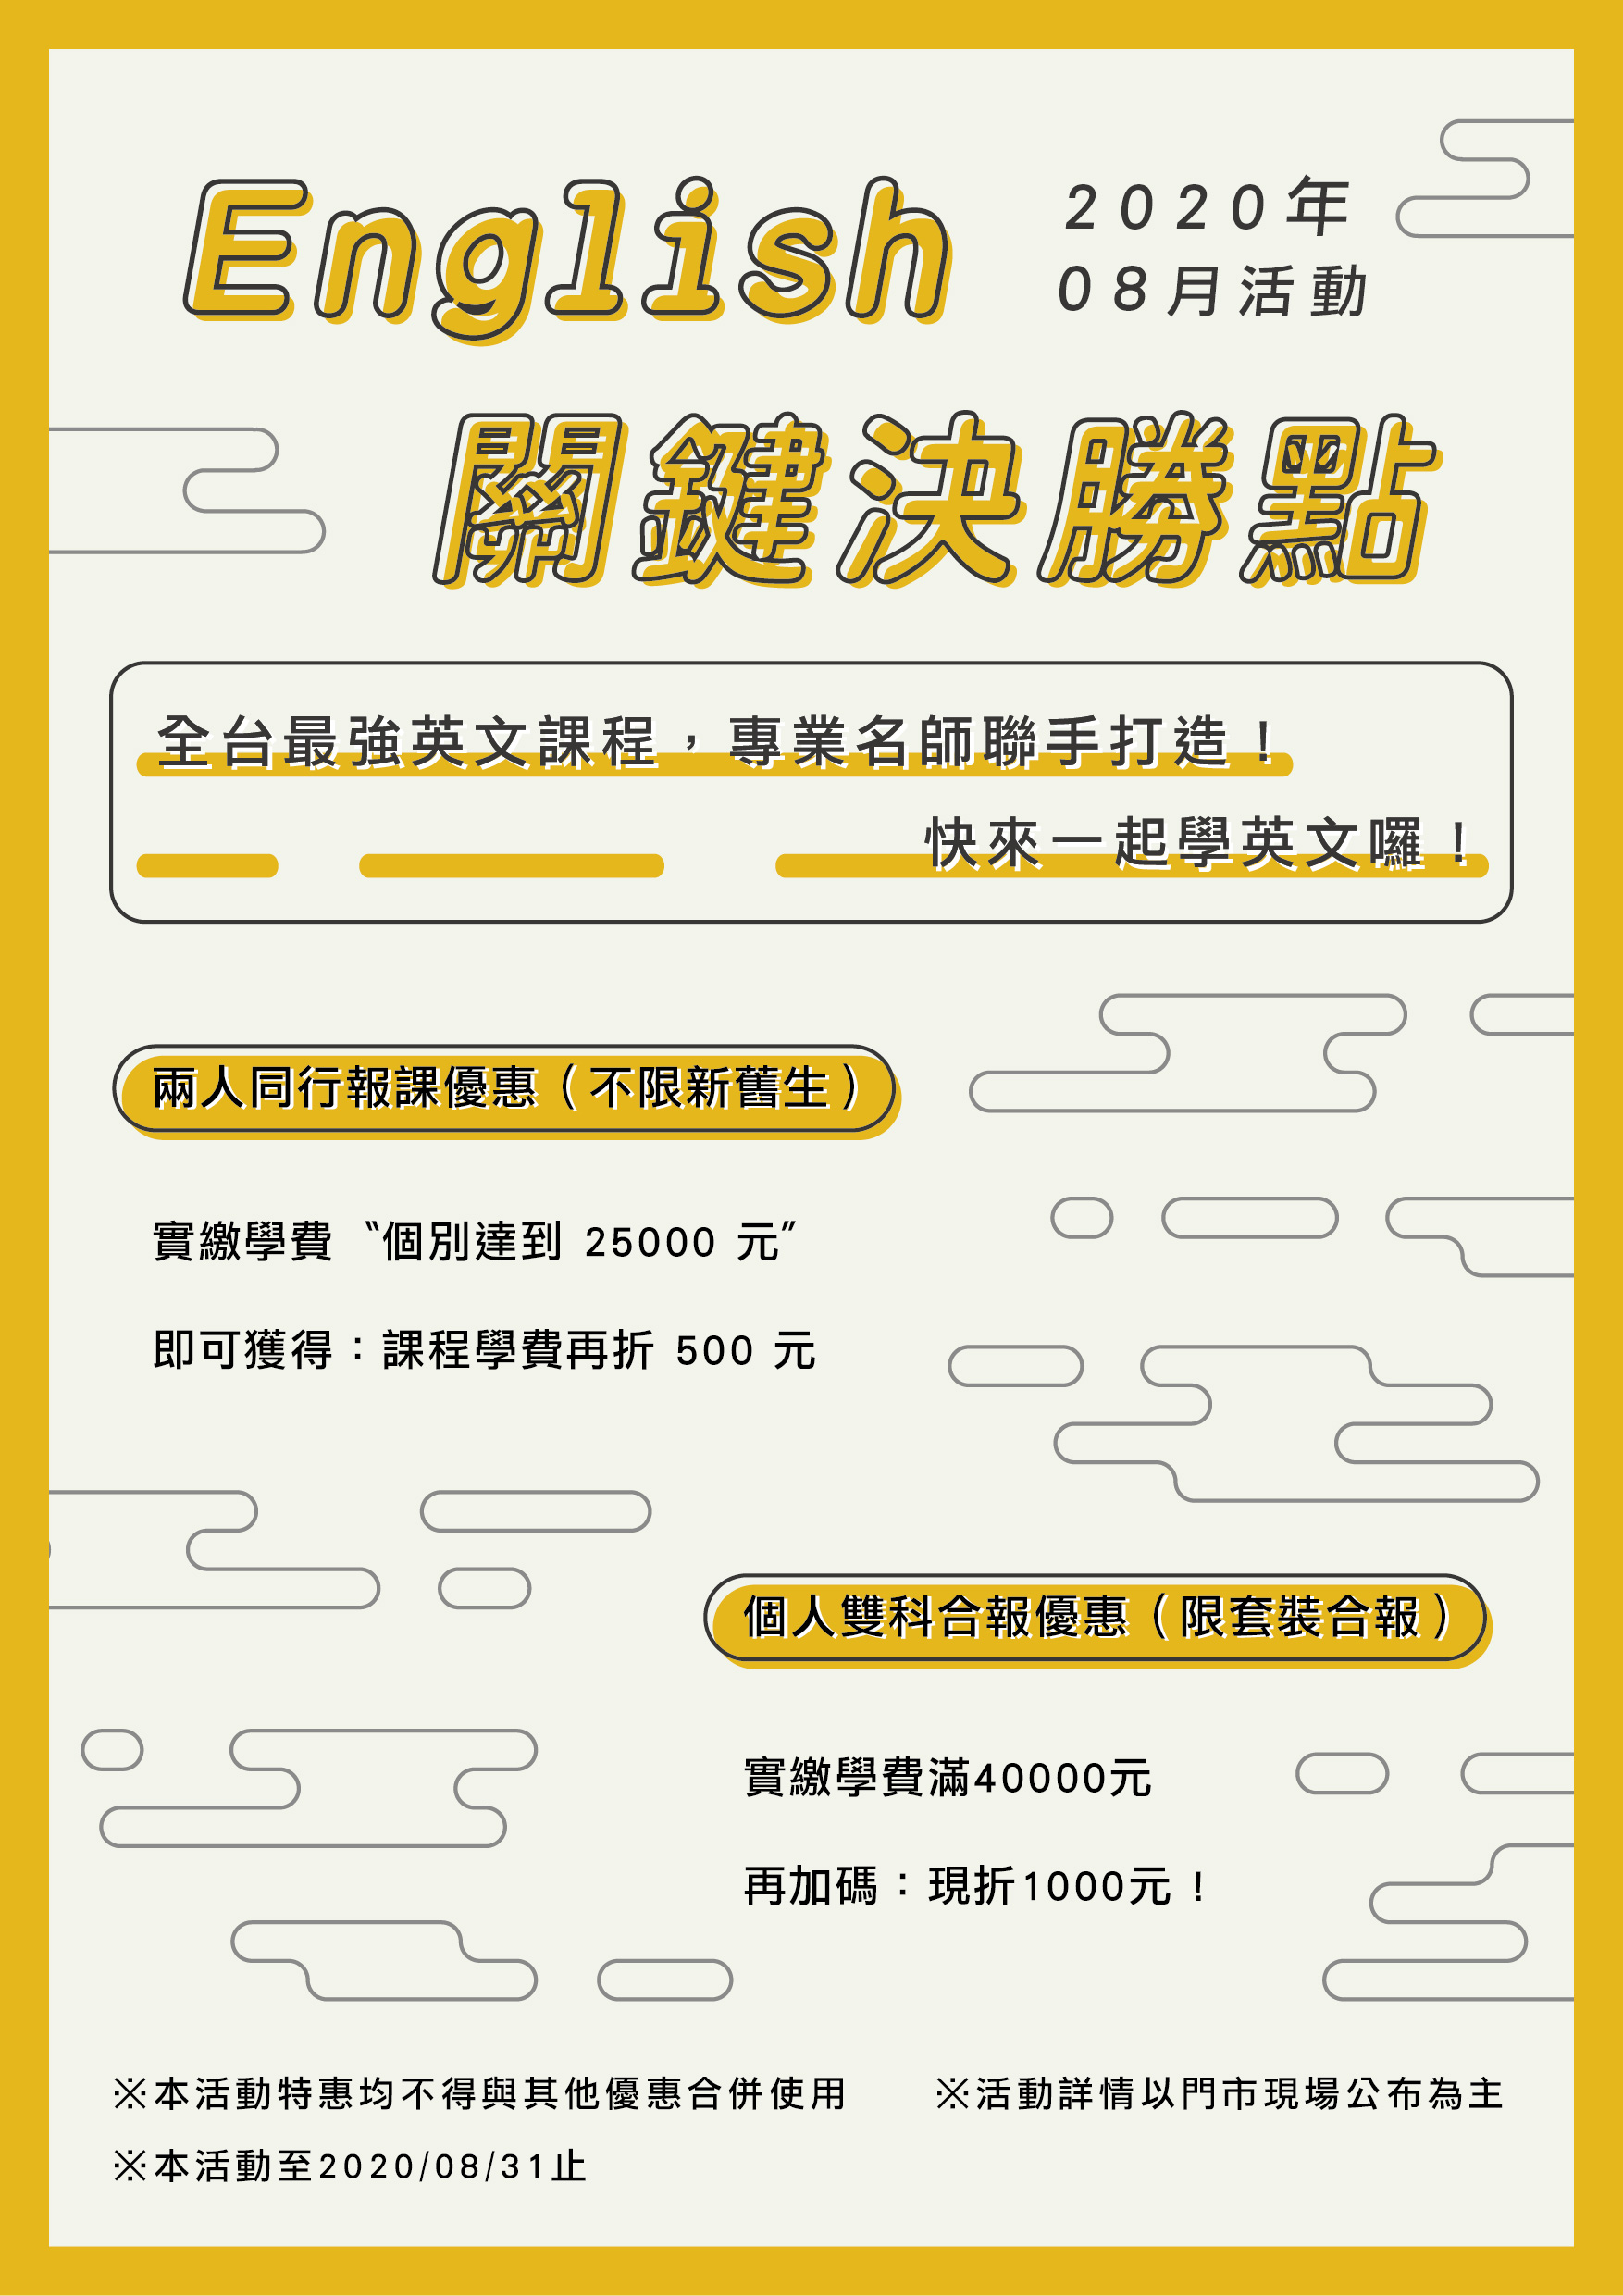 English
2020年
08月活動
關鍵決勝點
全台最強英文課程，專業名師聯手打造！
快來一起學英文囉！
兩人同行報課優惠（不限新舊生）
實繳學費〝個別達到 25000 元〞
即可獲得：課程學費再折 500 元
個人雙科合報優惠（限套裝合報）
實繳學費滿40000元
再加碼：現折1000元！
※本活動特惠均不得與其他優惠合併使用
※活動詳情以門市現場公布為主
※本活動至2020/08/31止